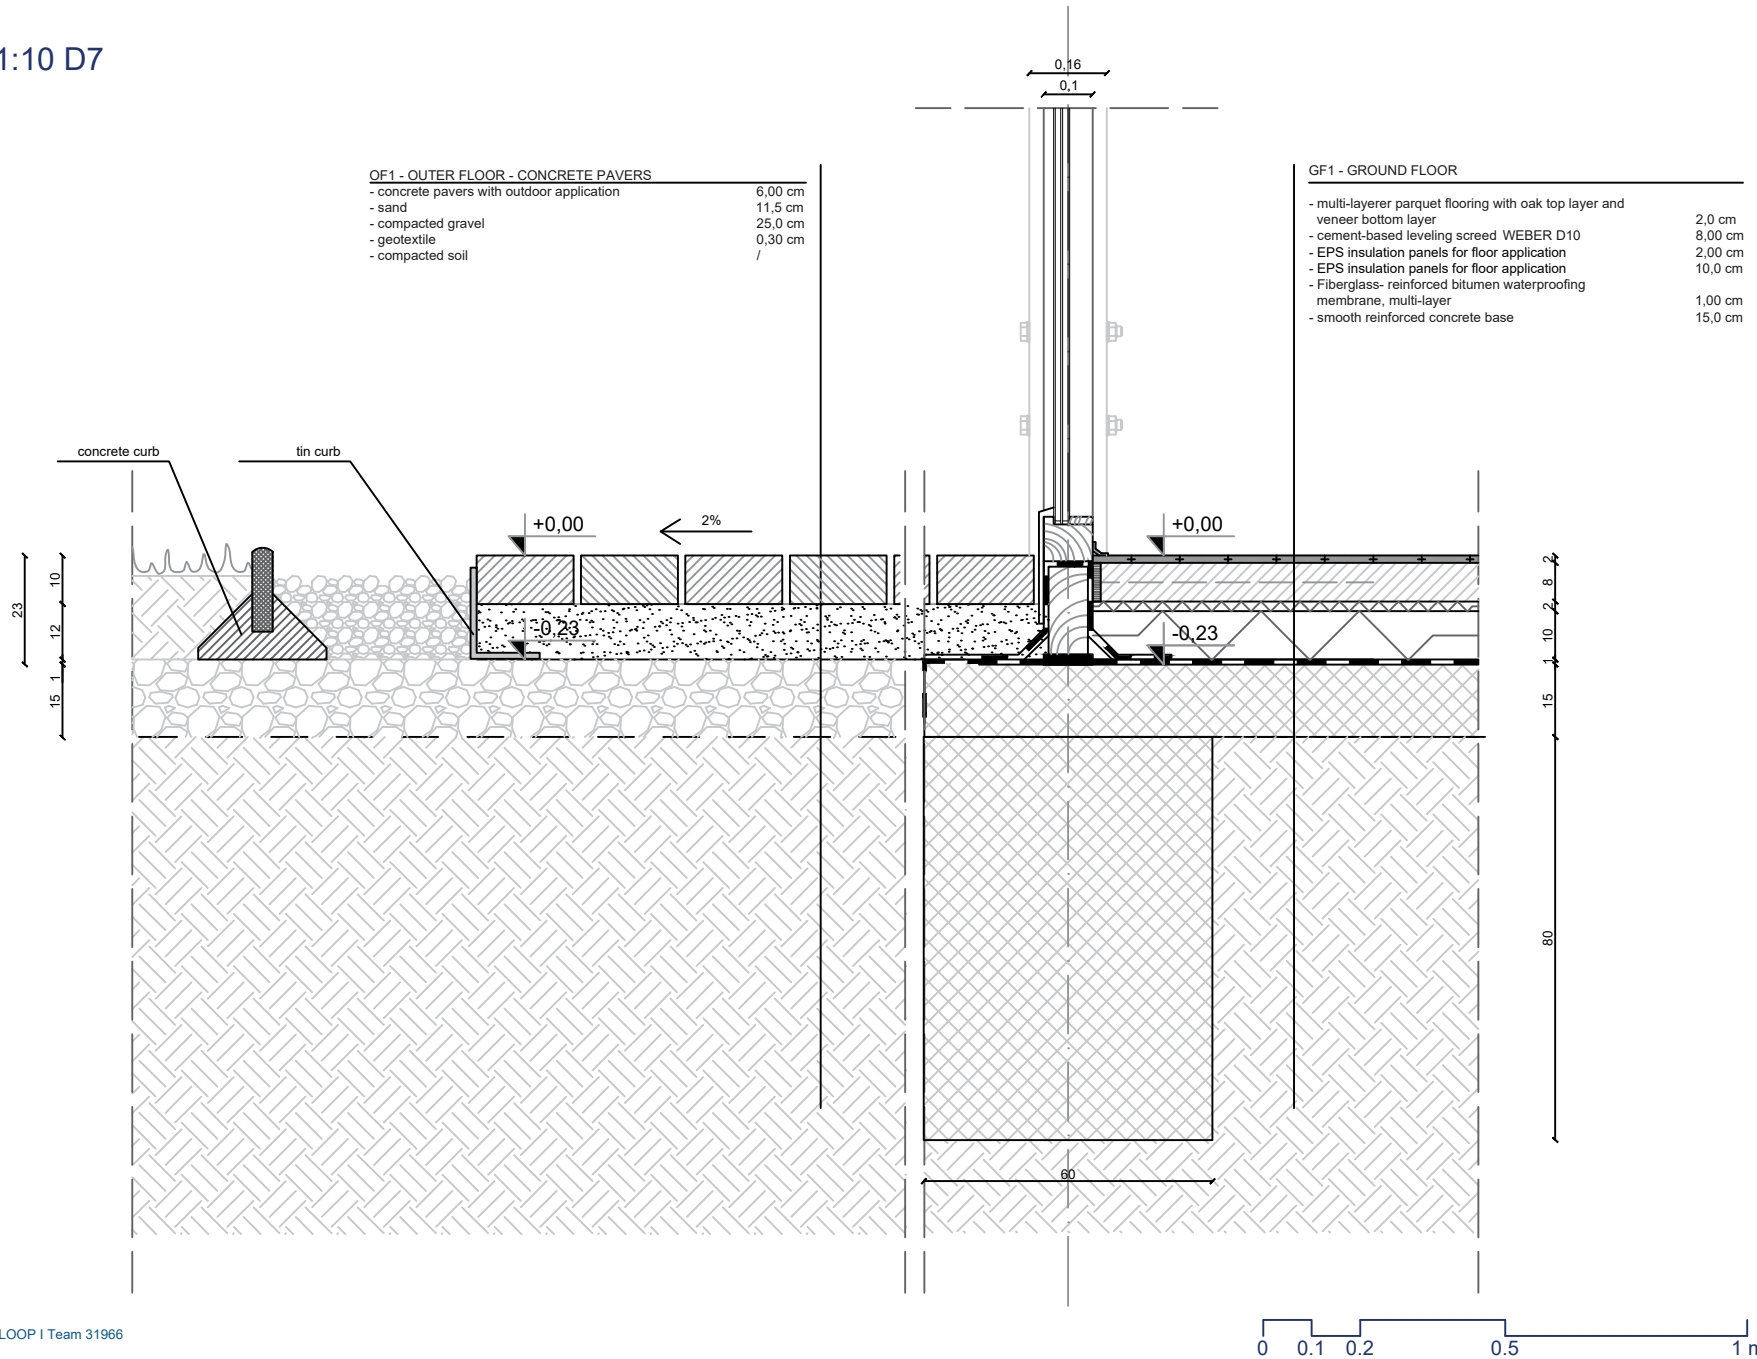 1:10 D7
0,16
0,1
OF1 - OUTER FLOOR - CONCRETE PAVERS
- concrete pavers with outdoor application 6,00 cm
- sand 11,5 cm
- compacted gravel 25,0 cm
- geotextile 0,30 cm
- compacted soil /
GF1 - GROUND FLOOR
- multi-layerer parquet flooring with oak top layer and
veneer bottom layer 2,0 cm
- cement-based leveling screed WEBER D10 8,00 cm
- EPS insulation panels for floor application 2,00 cm
- EPS insulation panels for floor application 10,0 cm
- Fiberglass- reinforced bitumen waterproofing
membrane, multi-layer 1,00 cm
- smooth reinforced concrete base 15,0 cm
concrete curb
tin curb
+0,00
2%
+0,00
-0,23
-0,23
23
10
12
1
15
2
8
2
10
1
15
80
60
LOOP I Team 31966
0 0.1 0.2 0.5 1 m